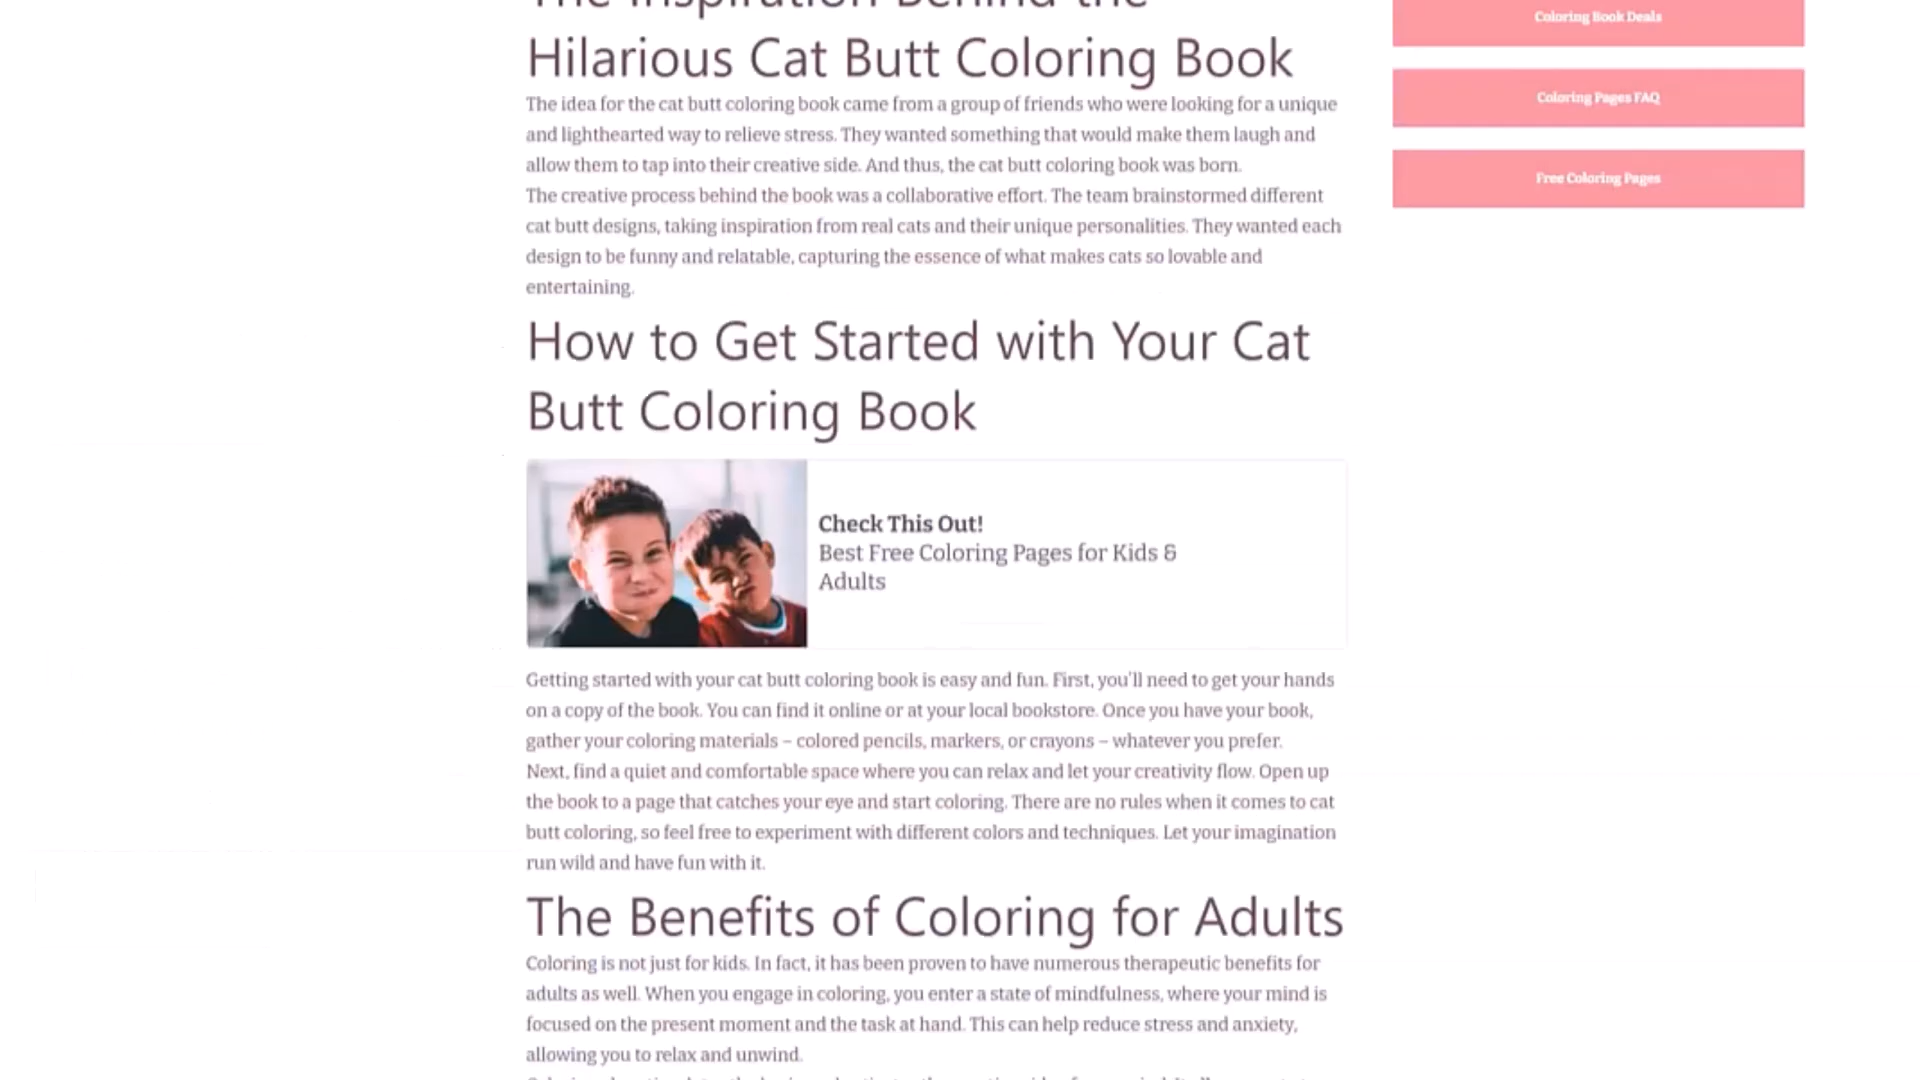 The Inspiration Behind the
Hilarious Cat Butt Coloring Book
The idea for the cat butt coloring book came from a group of friends who were looking for a unique
and lighthearted way to relieve stress. They wanted something that would make them laugh and
allow them to tap into their creative side. And thus, the cat butt coloring book was born.
The creative process behind the book was a collaborative effort. The team brainstormed different
cat butt designs, taking inspiration from real cats and their unique personalities. They wanted each
design to be funny and relatable, capturing the essence of what makes cats so lovable and
entertaining.
How to Get Started with Your Cat
Butt Coloring Book
Check This Out!
Best Free Coloring Pages for Kids &
Adults
Getting started with your cat butt coloring book is easy and fun. First, you'll need to get your hands
on a copy of the book. You can find it online or at your local bookstore. Once you have your book,
gather your coloring materials – colored pencils, markers, or crayons – whatever you prefer.
Next, find a quiet and comfortable space where you can relax and let your creativity flow. Open up
the book to a page that catches your eye and start coloring. There are no rules when it comes to cat
butt coloring, so feel free to experiment with different colors and techniques. Let your imagination
run wild and have fun with it.
The Benefits of Coloring for Adults
Coloring is not just for kids. In fact, it has been proven to have numerous therapeutic benefits for
adults as well. When you engage in coloring, you enter a state of mindfulness, where your mind is
focused on the present moment and the task at hand. This can help reduce stress and anxiety,
allowing you to relax and unwind.
Coloring Book Deals
Coloring Pages FAQ
Free Coloring Pages